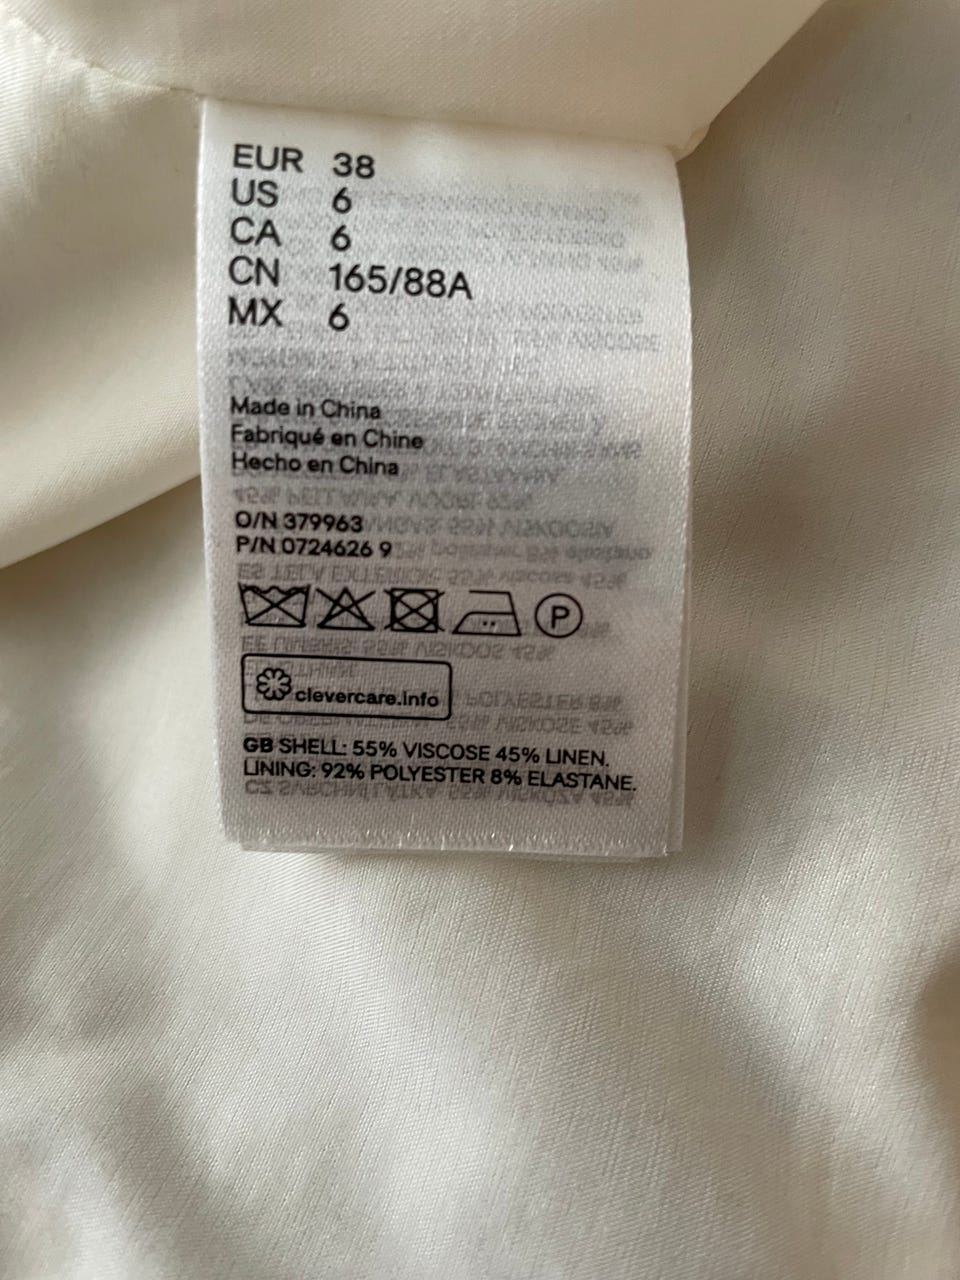 EUR 38
US 6
CA 6
CN 165/88A
MX 6
Made in China
Fabriqué en Chine
Hecho en China
O/N 379963
P/N 0724626 9
P
clevercare.info
GB SHELL: 55% VISCOSE 45% LINEN.
LINING: 92% POLYESTER 8% ELASTANE.